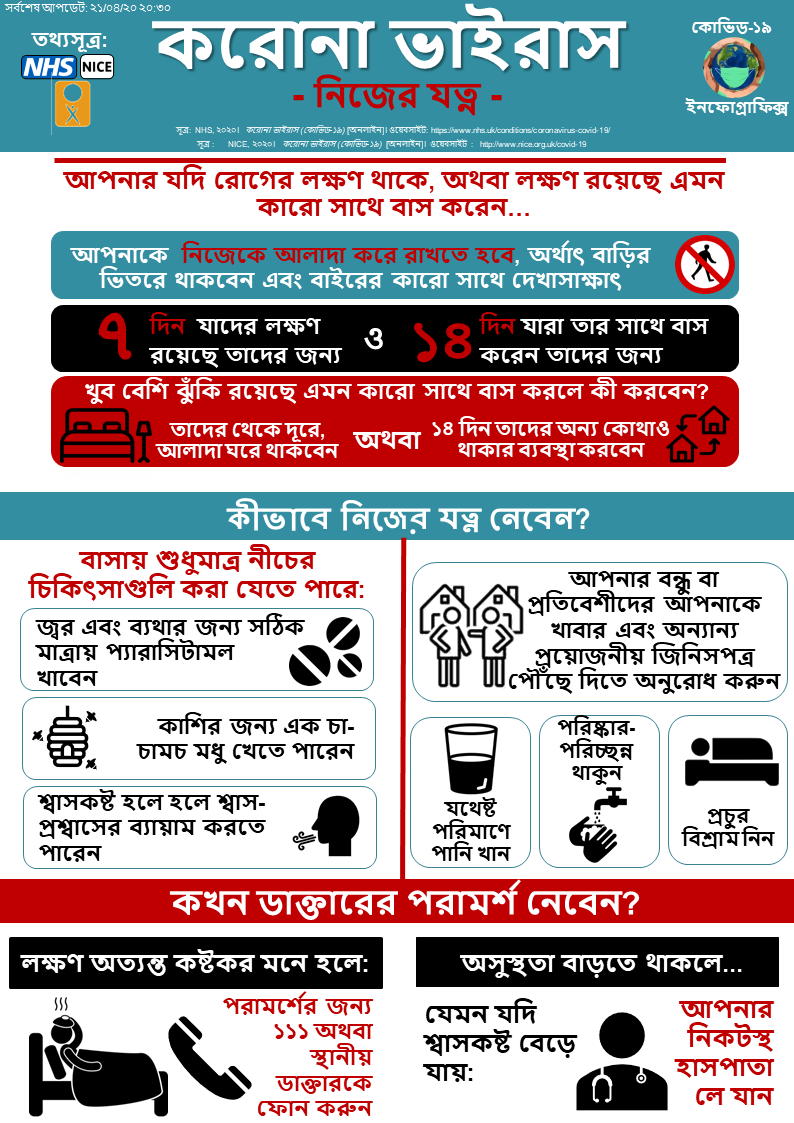 সর্বশেষ আপডেট: ২১/০৪/২০ ২০:৩০
তথ্যসূত্র:
NHS NICE
করোনা ভাইরাস
- নিজের যত্ন -
কোভিড-১৯
ইনফোগ্রাফিক্স
সূত্র: NHS, ২০২০। করোনা ভাইরাস (কোভিড-১৯) [অনলাইন]। ওয়েবসাইট: https://www.nhs.uk/conditions/coronavirus-covid-19/
সূত্র : NICE, ২০২০। করোনা ভাইরাস (কোভিড-১৯) [অনলাইন]। ওয়েবসাইট : http://www.nice.org.uk/covid-19
আপনার যদি রোগের লক্ষণ থাকে, অথবা লক্ষণ রয়েছে এমন
কারো সাথে বাস করেন...
আপনাকে নিজেকে আলাদা করে রাখতে হবে, অর্থাৎ বাড়ির
ভিতরে থাকবেন এবং বাইরের কারো সাথে দেখাসাক্ষাৎ
৭ দিন যাদের লক্ষণ
রয়েছে তাদের জন্য
ও
১৪ দিন যারা তার সাথে বাস
করেন তাদের জন্য
খুব বেশি ঝুঁকি রয়েছে এমন কারো সাথে বাস করলে কী করবেন?
তাদের থেকে দূরে,
আলাদা ঘরে থাকবেন
অথবা
১৪ দিন তাদের অন্য কোথাও
থাকার ব্যবস্থা করবেন
কীভাবে নিজের যত্ন নেবেন?
বাসায় শুধুমাত্র নীচের
চিকিৎসাগুলি করা যেতে পারে:
জ্বর এবং ব্যথার জন্য সঠিক
মাত্রায় প্যারাসিটামল
খাবেন
কাশির জন্য এক চা-
চামচ মধু খেতে পারেন
শ্বাসকষ্ট হলে হলে শ্বাস-
প্রশ্বাসের ব্যায়াম করতে
পারেন
আপনার বন্ধু বা
প্রতিবেশীদের আপনাকে
খাবার এবং অন্যান্য
প্রয়োজনীয় জিনিসপত্র
পৌঁছে দিতে অনুরোধ করুন
যথেষ্ট
পরিমাণে
পানি খান
পরিষ্কার-
পরিচ্ছন্ন
থাকুন
প্রচুর
বিশ্রাম নিন
কখন ডাক্তারের পরামর্শ নেবেন?
লক্ষণ অত্যন্ত কষ্টকর মনে হলে:
পরামর্শের জন্য
১১১ অথবা
স্থানীয়
ডাক্তারকে
ফোন করুন
অসুস্থতা বাড়তে থাকলে...
যেমন যদি
শ্বাসকষ্ট বেড়ে
যায়:
আপনার
নিকটস্থ
হাসপাতা
লে যান